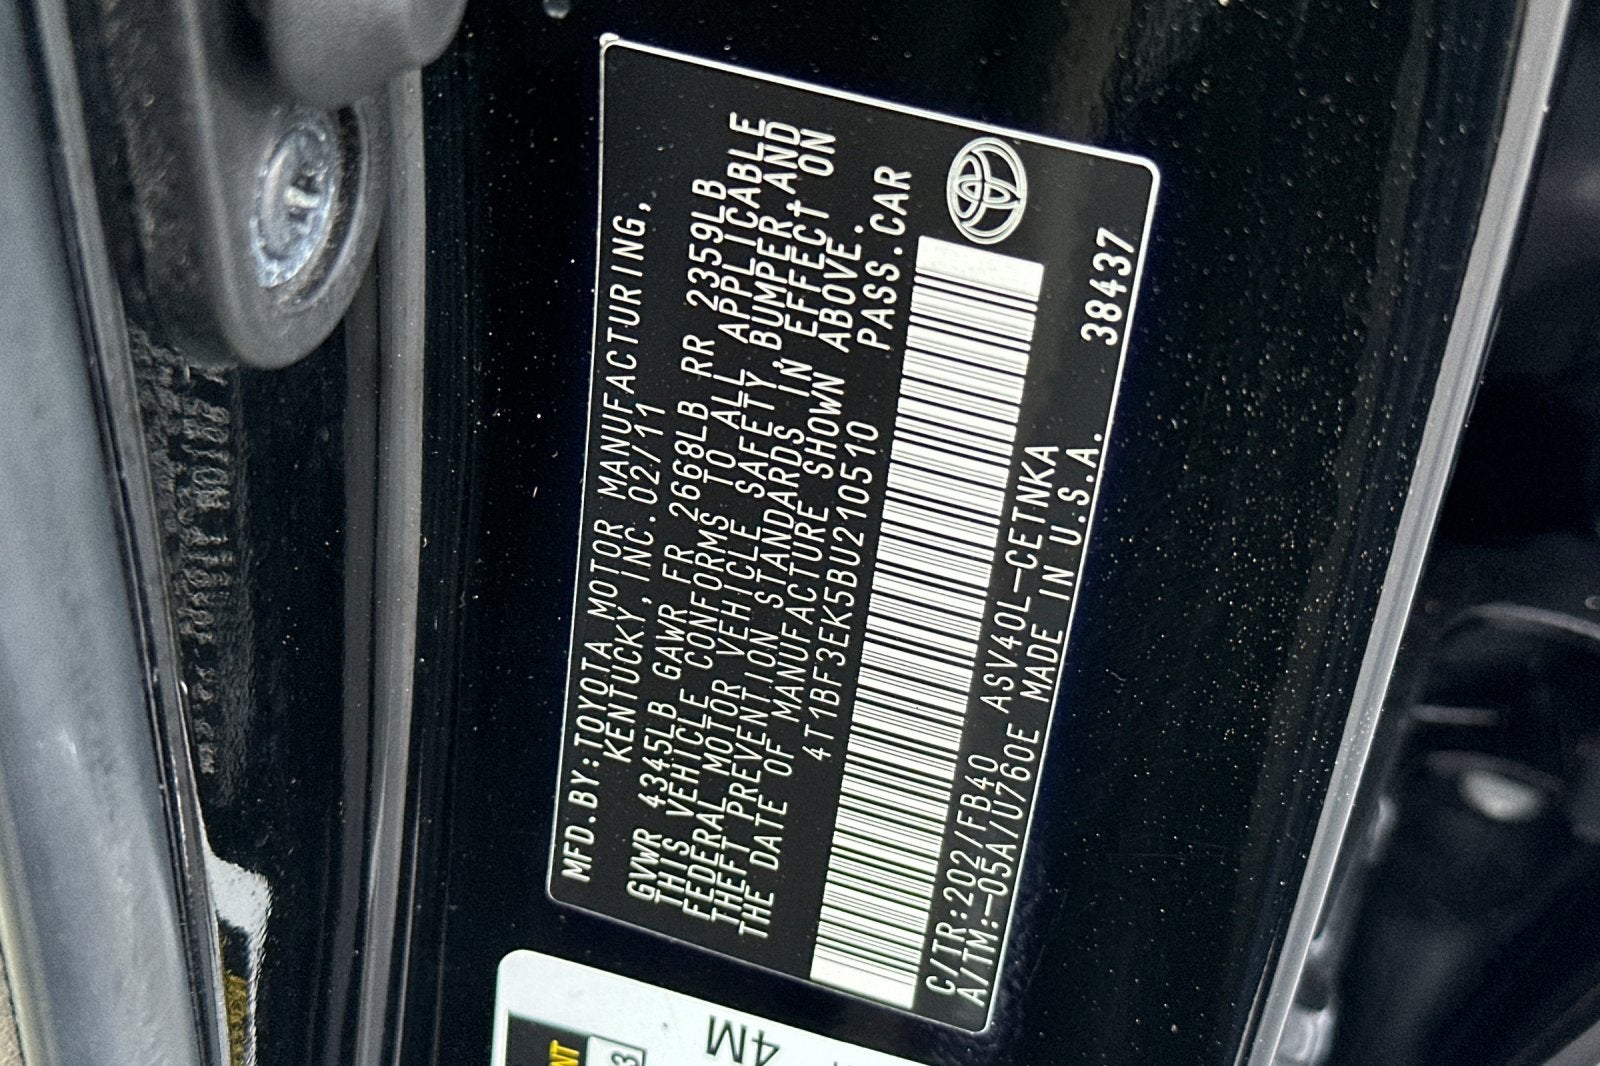 MFD.BY:TOYOTA MOTOR MANUFACTURING,
KENTUCKY, INC. 02/11
GVWR 4345LB GAWR FR 2668LB RR 2359LB
THIS VEHICLE CONFORMS TO ALL APPLICABLE
FEDERAL MOTOR VEHICLE SAFETY, BUMPER, AND
THEFT PREVENTION STANDARDS IN EFFECT ON
THE DATE OF MANUFACTURE SHOWN ABOVE.
4T1BF3EK5BU210510 PASS.CAR
C/TR:202/FB40 ASV40L-CETNKA
A/TM:-05A/U760E MADE IN U.S.A. 38437
4M